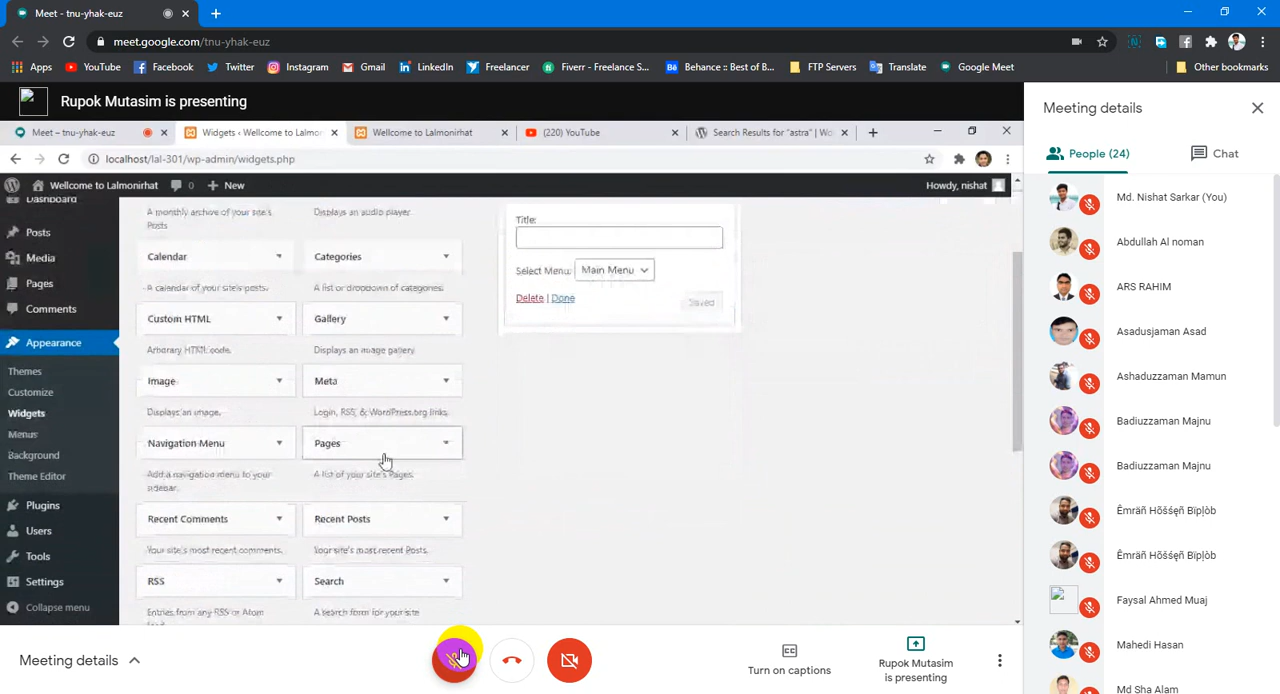 Meet - tnu-yhak-euz
meet.google.com/tnu-yhak-euz
Apps YouTube Facebook Twitter Instagram Gmail LinkedIn Freelancer Fiverr - Freelance S... Behance :: Best of B... FTP Servers Translate Google Meet Other bookmarks
Rupok Mutasim is presenting
Meet – tnu-yhak-euz Widgets ‹ Wellcome to Lalmoni Wellcome to Lalmonirhat (220) YouTube Search Results for "astra" | Wo
localhost/lal-301/wp-admin/widgets.php
Wellcome to Lalmonirhat 0 New Howdy, nishat
Dashboard
Posts
Media
Pages
Comments
Appearance
Themes
Customize
Widgets
Menus
Background
Theme Editor
Plugins
Users
Tools
Settings
Collapse menu
A monthly archive of your site's Posts
Displays an audio player.
Calendar
A calendar of your site's posts.
Categories
A list or dropdown of categories.
Custom HTML
Arbitrary HTML code.
Gallery
Displays an image gallery.
Image
Displays an image.
Meta
Login, RSS, & WordPress.org links.
Navigation Menu
Add a navigation menu to your sidebar.
Pages
A list of your site's Pages.
Recent Comments
Your site's most recent comments.
Recent Posts
Your site's most recent Posts.
RSS
Entries from any RSS or Atom feed.
Search
A search form for your site
Title:
Select Menu: Main Menu
Delete | Done
Saved
Meeting details
People (24)
Chat
Md. Nishat Sarkar (You)
Abdullah Al noman
ARS RAHIM
Asadusjaman Asad
Ashaduzzaman Mamun
Badiuzzaman Majnu
Badiuzzaman Majnu
Êmräñ Hõššęñ Bïpļòb
Êmräñ Hõššęñ Bïpļòb
Faysal Ahmed Muaj
Mahedi Hasan
Md Sha Alam
Meeting details
Turn on captions
Rupok Mutasim
is presenting